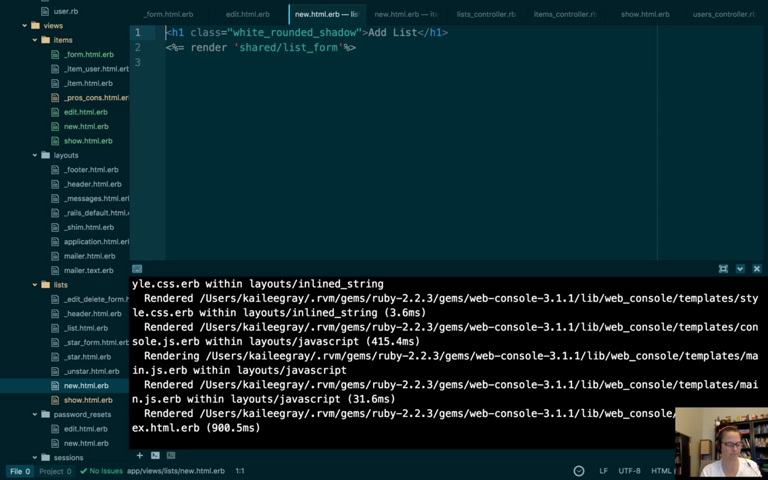 user.rb
views
items
_form.html.erb
_item_user.html.erb
_item.html.erb
_pros_cons.html.er
edit.html.erb
new.html.erb
show.html.erb
layouts
_footer.html.erb
_header.html.erb
_messages.html.erb
_rails_default.html.
_shim.html.erb
application.html.erb
mailer.html.erb
mailer.text.erb
lists
_edit_delete_form.h
_header.html.erb
_list.html.erb
_star_form.html.erb
_star.html.erb
_unstar.html.erb
new.html.erb
show.html.erb
password_resets
edit.html.erb
new.html.erb
sessions
_form.html.erb edit.html.erb new.html.erb — lis new.html.erb — ite lists_controller.rb items_controller.rb show.html.erb users_controller.rb
1 <h1 class="white_rounded_shadow">Add List</h1>
2 <%= render 'shared/list_form'%>
3
yle.css.erb within layouts/inlined_string
Rendered /Users/kaileegray/.rvm/gems/ruby-2.2.3/gems/web-console-3.1.1/lib/web_console/templates/sty
le.css.erb within layouts/inlined_string (3.6ms)
Rendered /Users/kaileegray/.rvm/gems/ruby-2.2.3/gems/web-console-3.1.1/lib/web_console/templates/con
sole.js.erb within layouts/javascript (415.4ms)
Rendering /Users/kaileegray/.rvm/gems/ruby-2.2.3/gems/web-console-3.1.1/lib/web_console/templates/ma
in.js.erb within layouts/javascript
Rendered /Users/kaileegray/.rvm/gems/ruby-2.2.3/gems/web-console-3.1.1/lib/web_console/templates/mai
n.js.erb within layouts/javascript (31.6ms)
Rendered /Users/kaileegray/.rvm/gems/ruby-2.2.3/gems/web-console-3.1.1/lib/web_console/
ex.html.erb (900.5ms)
File 0 Project 0 No Issues app/views/lists/new.html.erb 1:1 LF UTF-8 HTML